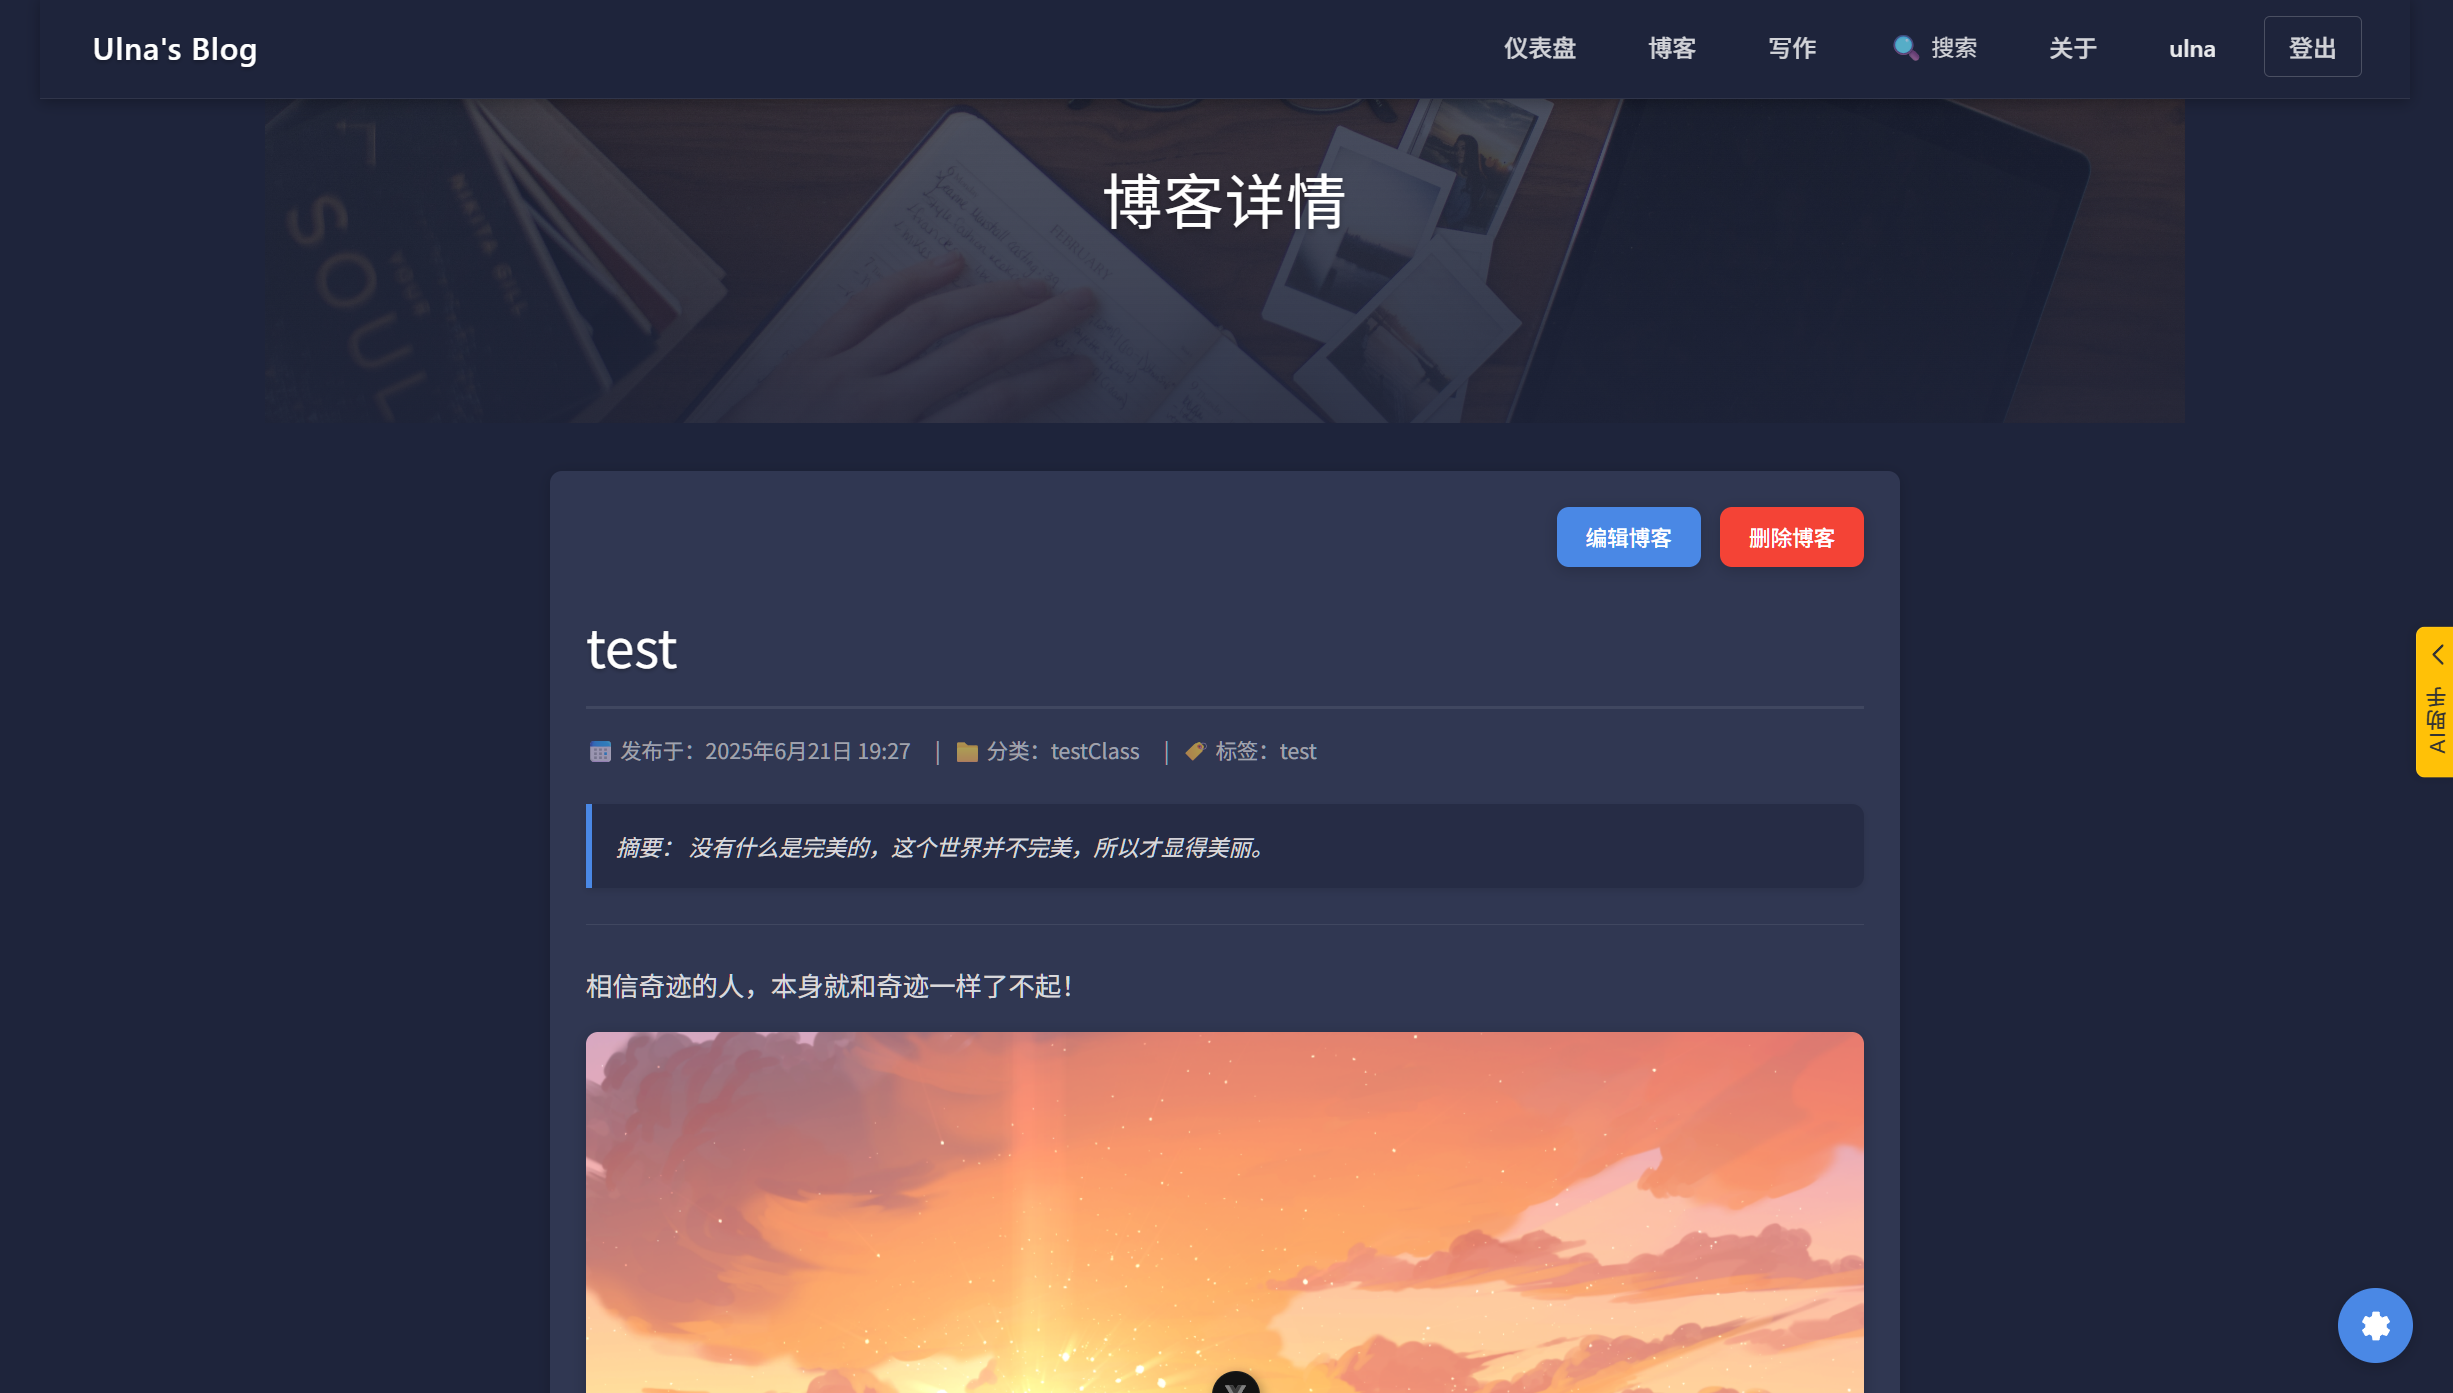 Ulna's Blog
仪表盘 博客 写作 搜索 关于 ulna 登出
博客详情
SOUL
YOUR
NIKITA GILL
FEBRUARY
编辑博客 删除博客
test
发布于：2025年6月21日 19:27 | 分类：testClass | 标签：test
摘要： 没有什么是完美的，这个世界并不完美，所以才显得美丽。
相信奇迹的人，本身就和奇迹一样了不起！
AI助手